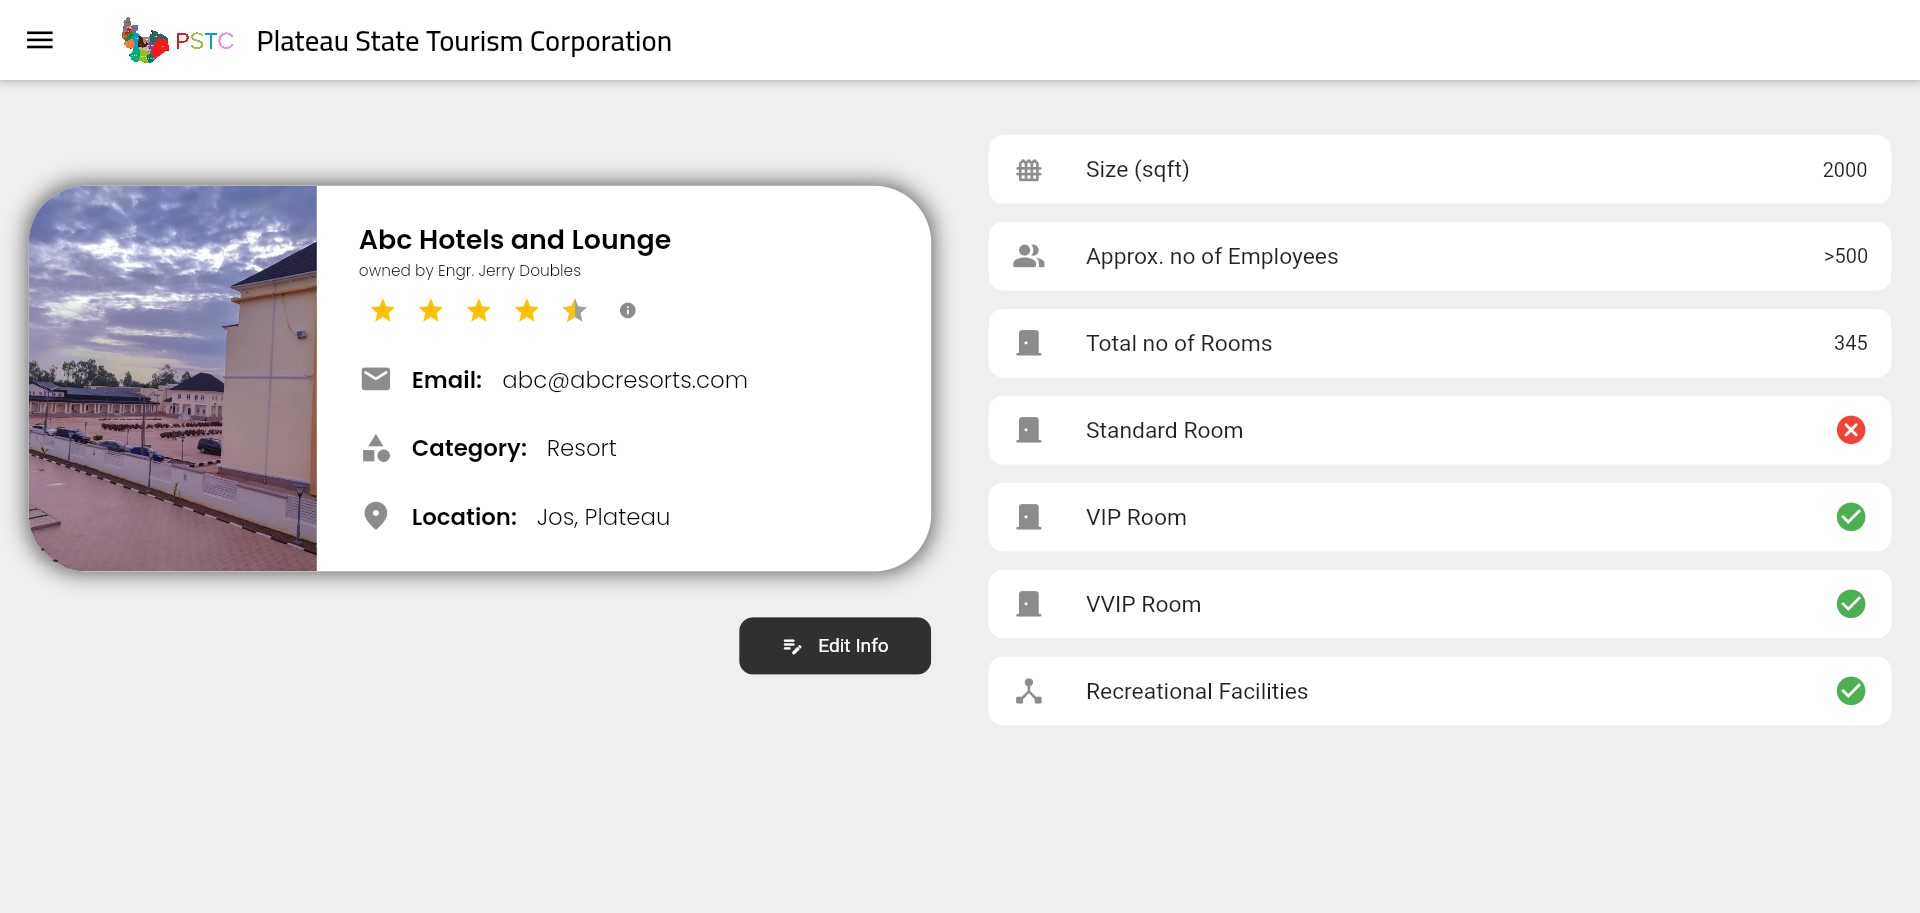 PSTC Plateau State Tourism Corporation
Abc Hotels and Lounge
owned by Engr. Jerry Doubles
Email: abc@abcresorts.com
Category: Resort
Location: Jos, Plateau
Edit Info
Size (sqft) 2000
Approx. no of Employees >500
Total no of Rooms 345
Standard Room
VIP Room
VVIP Room
Recreational Facilities